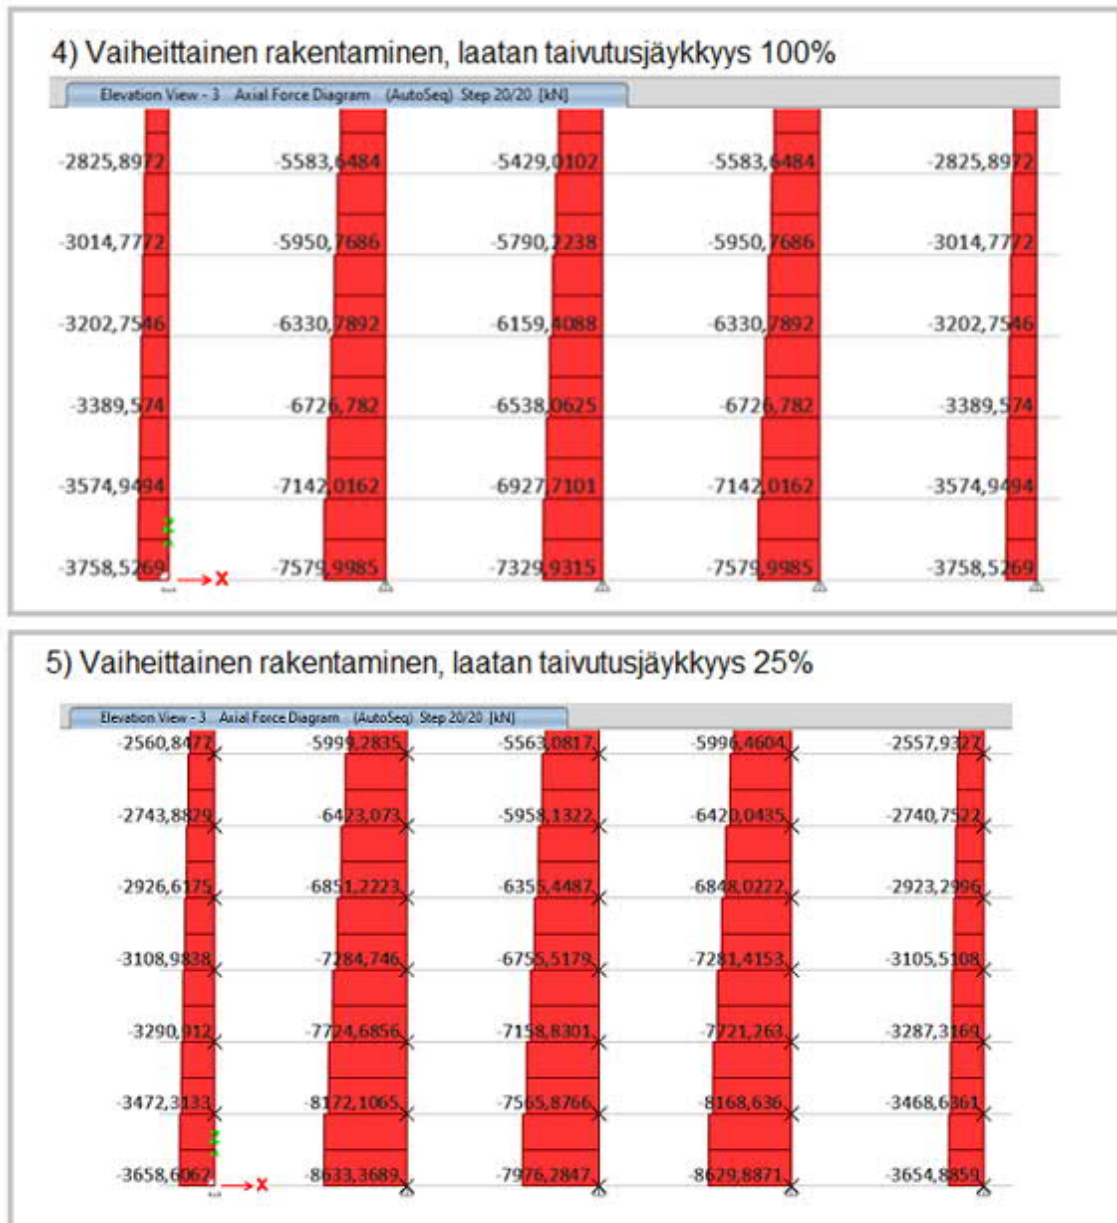 4) Vaiheittainen rakentaminen, laatan taivutusjäykkyys 100%
Elevation View - 3 Axial Force Diagram (AutoSeq) Step 20/20 [kN]
-2825,8972 -5583,6484 -5429,0102 -5583,6484 -2825,8972
-3014,7772 -5950,7686 -5790,2238 -5950,7686 -3014,7772
-3202,7546 -6330,7892 -6159,4088 -6330,7892 -3202,7546
-3389,574 -6726,782 -6538,0625 -6726,782 -3389,574
-3574,9494 -7142,0162 -6927,7101 -7142,0162 -3574,9494
-3758,5269 -7579,9985 -7329,9315 -7579,9985 -3758,5269
X
5) Vaiheittainen rakentaminen, laatan taivutusjäykkyys 25%
Elevation View - 3 Axial Force Diagram (AutoSeq) Step 20/20 [kN]
-2560,8477 -5999,2835 -5563,0817 -5996,4604 -2557,9327
-2743,8829 -6423,073 -5958,1322 -6420,0435 -2740,7522
-2926,6175 -6851,2223 -6355,4487 -6848,0222 -2923,2996
-3108,9838 -7284,746 -6755,5179 -7281,4153 -3105,5108
-3290,912 -7724,6856 -7158,8301 -7721,263 -3287,3169
-3472,3133 -8172,1065 -7565,8766 -8168,636 -3468,6361
-3658,6062 -8633,3689 -7976,2847 -8629,8871 -3654,8859
X